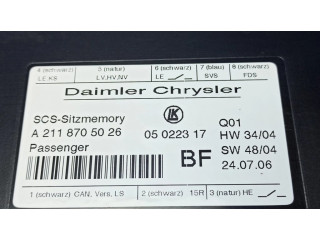 4 (schwarz) 5 (natur) 6 (schwarz) 7 (blau) 8 (schwarz)
LE,KS LV,HV,NV LE SVS FDS
Daimler Chrysler
SCS-Sitzmemory LK Q01
A 211 870 50 26 05 0223 17 HW 34/04
Passenger BF SW 48/04
24.07.06
1 (schwarz) CAN, Vers, LS 2 (schwarz) 15R 3 (natur) HE